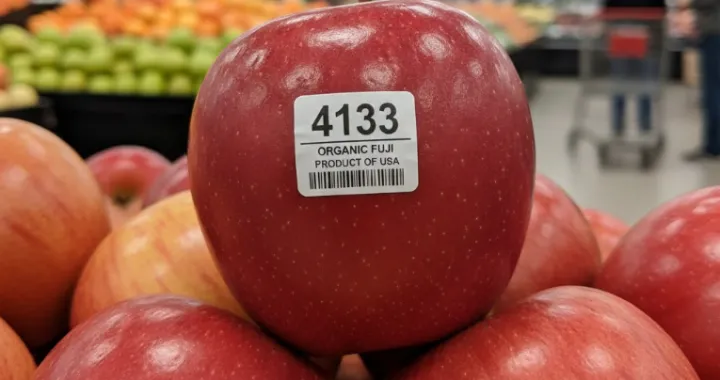 4133
ORGANIC FUJI
PRODUCT OF USA